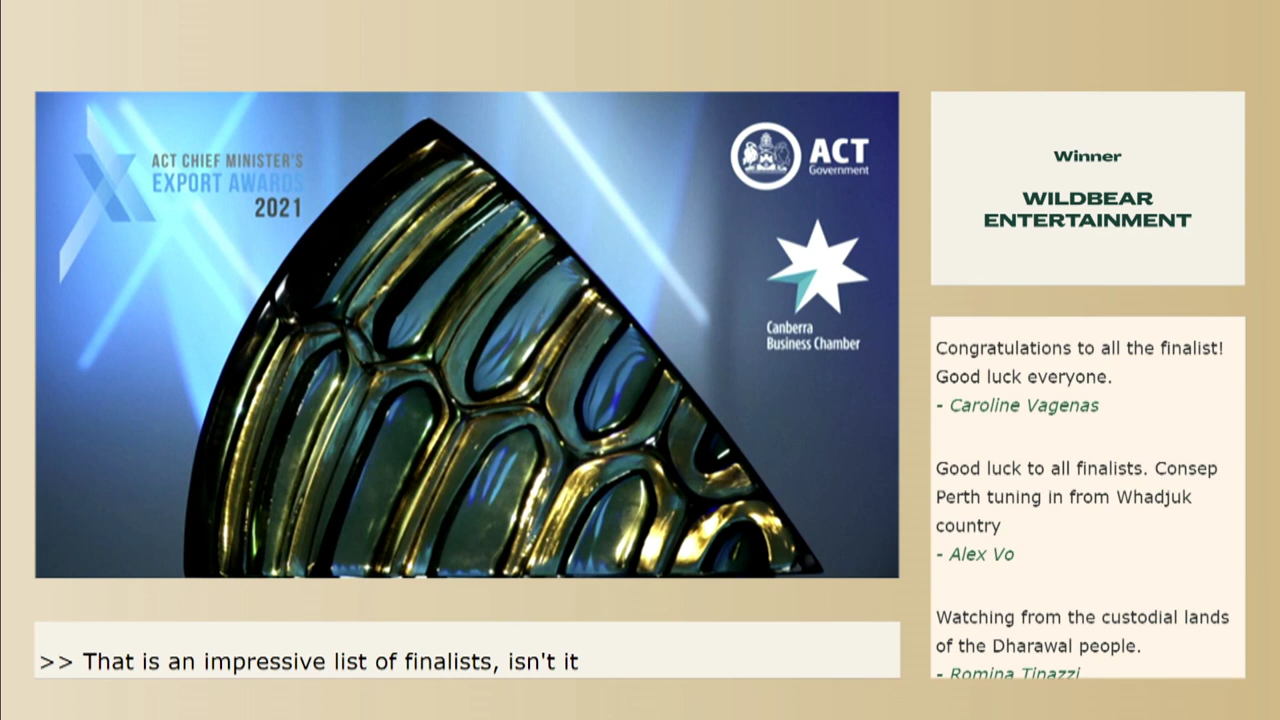 ACT CHIEF MINISTER'S
EXPORT AWARDS
2021
ACT
Government
Canberra
Business Chamber
>> That is an impressive list of finalists, isn't it
Winner
WILDBEAR
ENTERTAINMENT
Congratulations to all the finalist!
Good luck everyone.
- Caroline Vagenas
Good luck to all finalists. Consep
Perth tuning in from Whadjuk
country
- Alex Vo
Watching from the custodial lands
of the Dharawal people.
- Romina Tinazzi